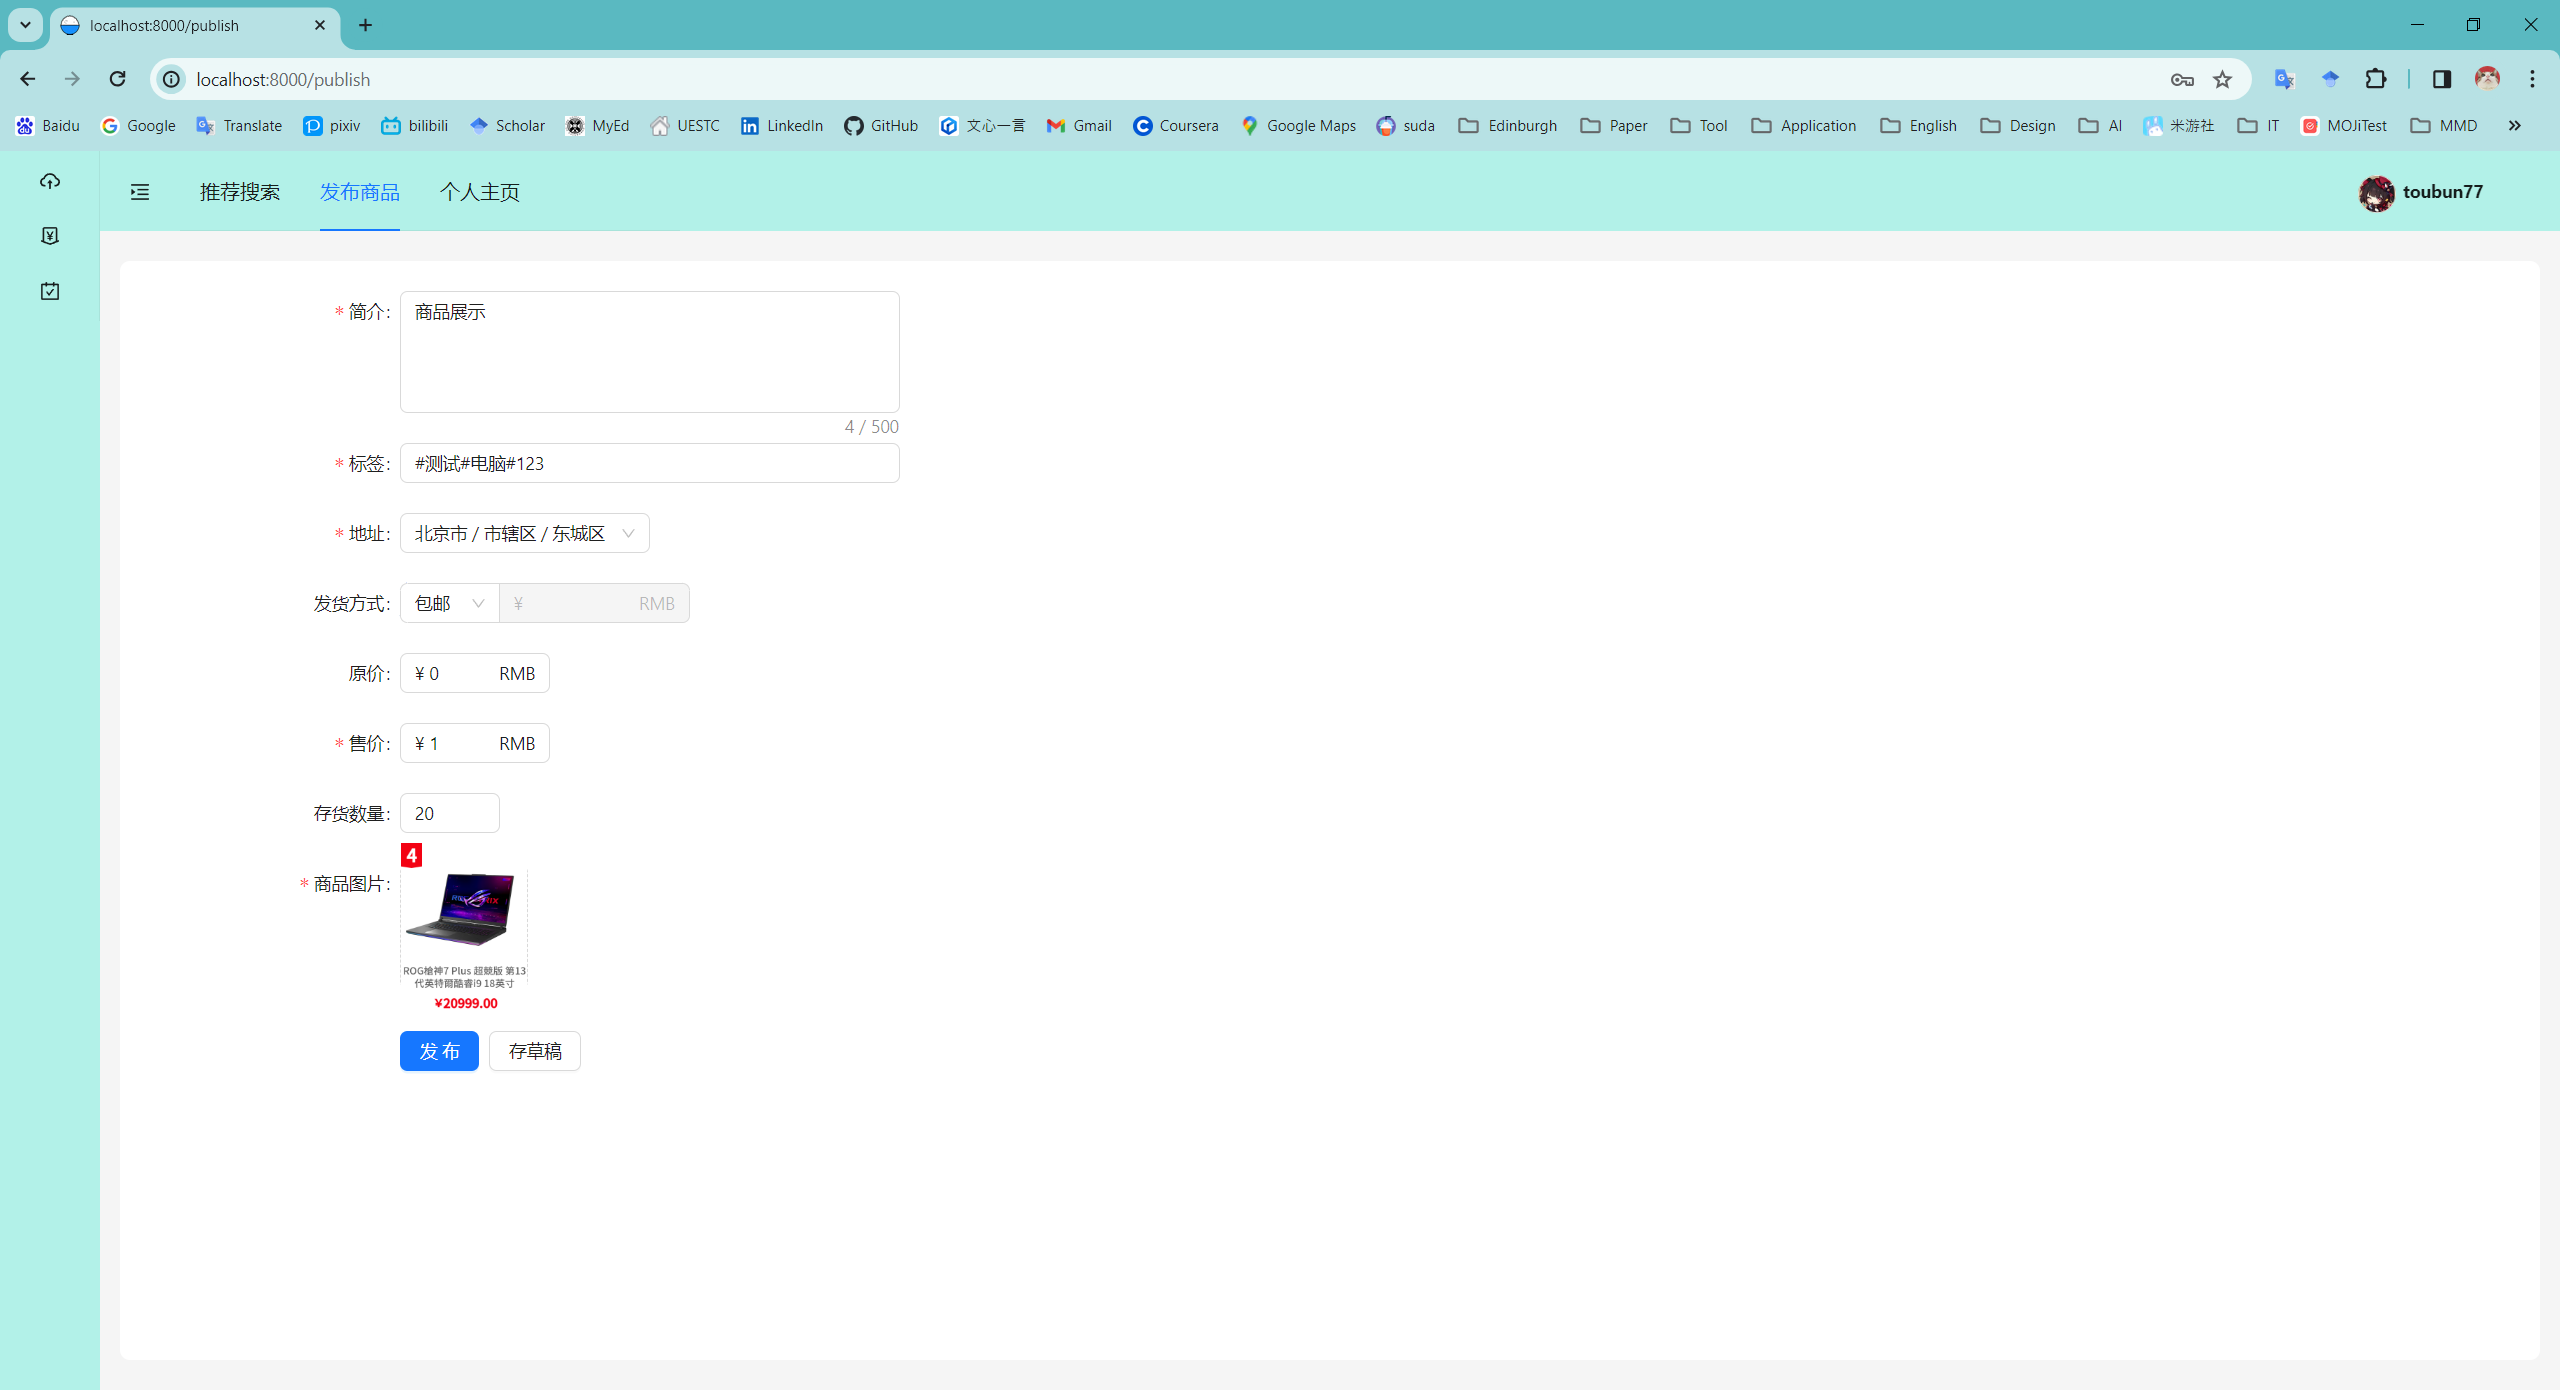 localhost:8000/publish
localhost:8000/publish
Baidu Google Translate pixiv bilibili Scholar MyEd UESTC LinkedIn GitHub 文心一言 Gmail Coursera Google Maps suda Edinburgh Paper Tool Application English Design AI 米游社 IT MOJiTest MMD
推荐搜索 发布商品 个人主页 toubun77
* 简介: 商品展示
4 / 500
* 标签: #测试#电脑#123
* 地址: 北京市 / 市辖区 / 东城区
发货方式: 包邮 ¥ RMB
原价: ¥ 0 RMB
* 售价: ¥ 1 RMB
存货数量: 20
4
* 商品图片:
ROG槍神7 Plus 超競版 第13
代英特爾酷睿i9 18英寸
¥20999.00
发 布 存草稿